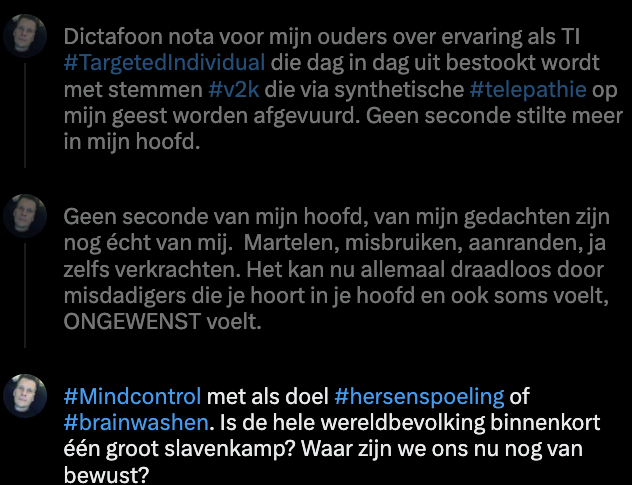 Dictafoon nota voor mijn ouders over ervaring als TI
#TargetedIndividual die dag in dag uit bestookt wordt
met stemmen #v2k die via synthetische #telepathie op
mijn geest worden afgevuurd. Geen seconde stilte meer
in mijn hoofd.
Geen seconde van mijn hoofd, van mijn gedachten zijn
nog écht van mij. Martelen, misbruiken, aanranden, ja
zelfs verkrachten. Het kan nu allemaal draadloos door
misdadigers die je hoort in je hoofd en ook soms voelt,
ONGEWENST voelt.
#Mindcontrol met als doel #hersenspoeling of
#brainwashen. Is de hele wereldbevolking binnenkort
één groot slavenkamp? Waar zijn we ons nu nog van
bewust?